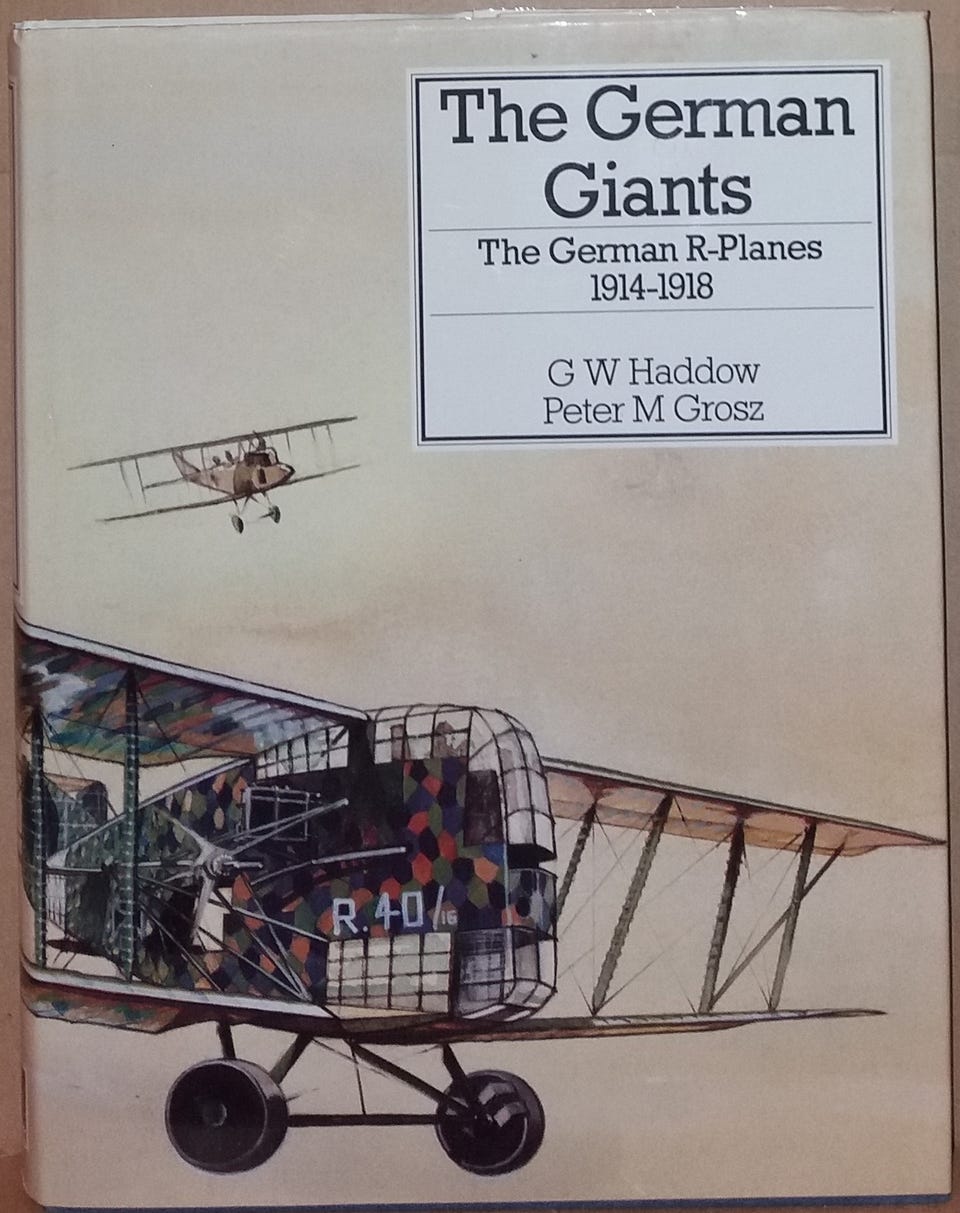 The German
Giants
The German R-Planes
1914-1918
G W Haddow
Peter M Grosz
R.40/16